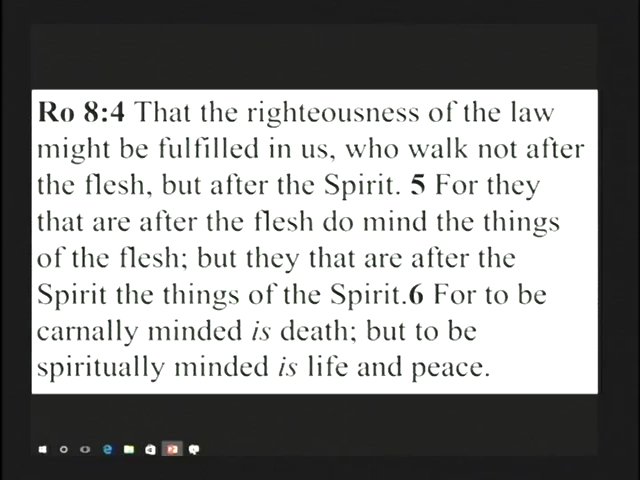 Ro 8:4 That the righteousness of the law
might be fulfilled in us, who walk not after
the flesh, but after the Spirit. 5 For they
that are after the flesh do mind the things
of the flesh; but they that are after the
Spirit the things of the Spirit.6 For to be
carnally minded is death; but to be
spiritually minded is life and peace.